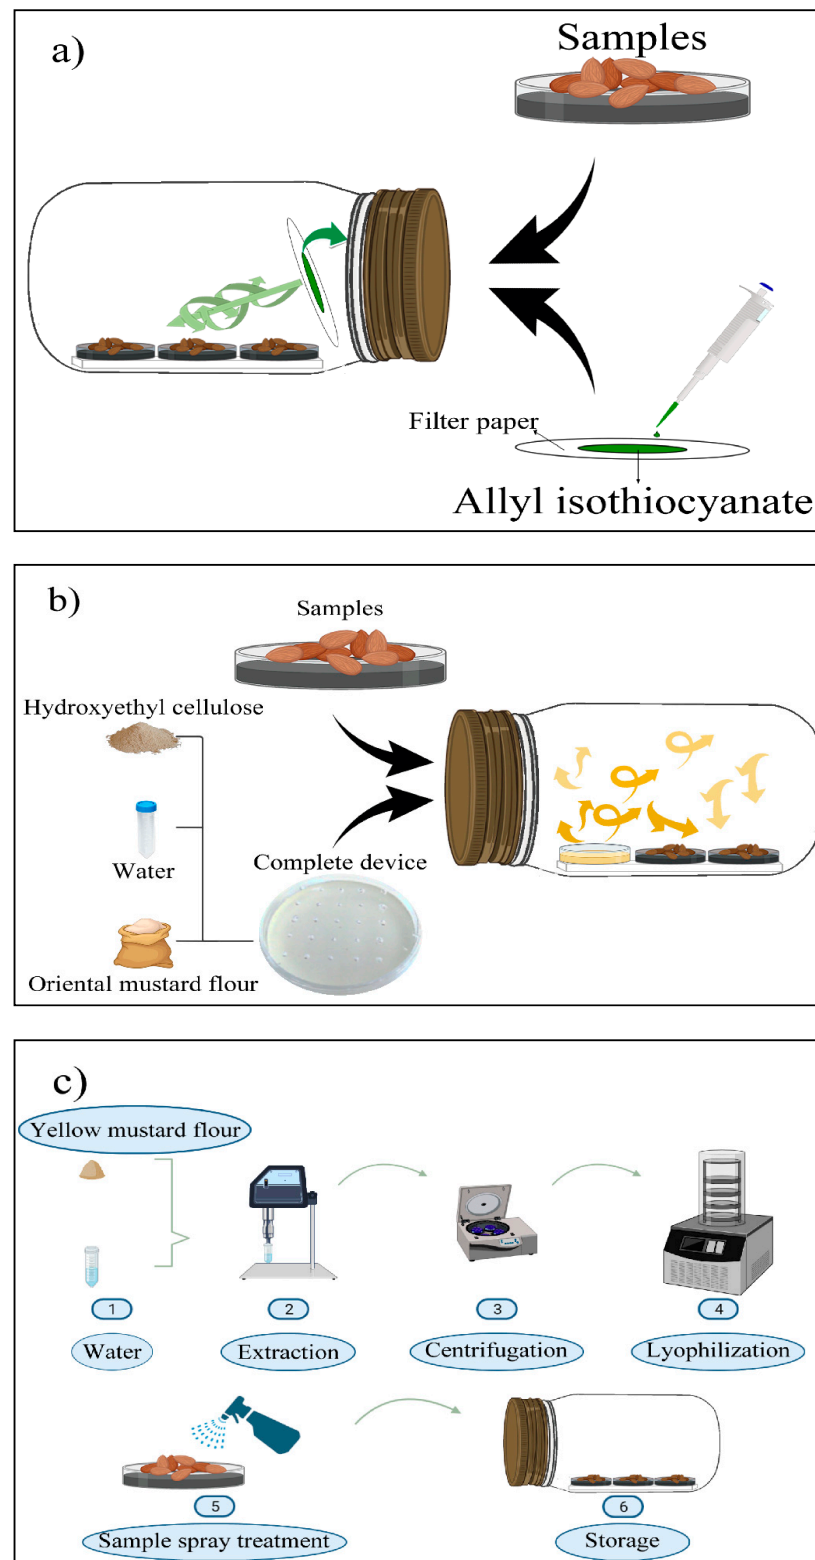 a)
Samples
Filter paper
Allyl isothiocyanate
b)
Samples
Hydroxyethyl cellulose
Water
Complete device
Oriental mustard flour
c)
Yellow mustard flour
1
2
3
4
Water
Extraction
Centrifugation
Lyophilization
5
6
Sample spray treatment
Storage